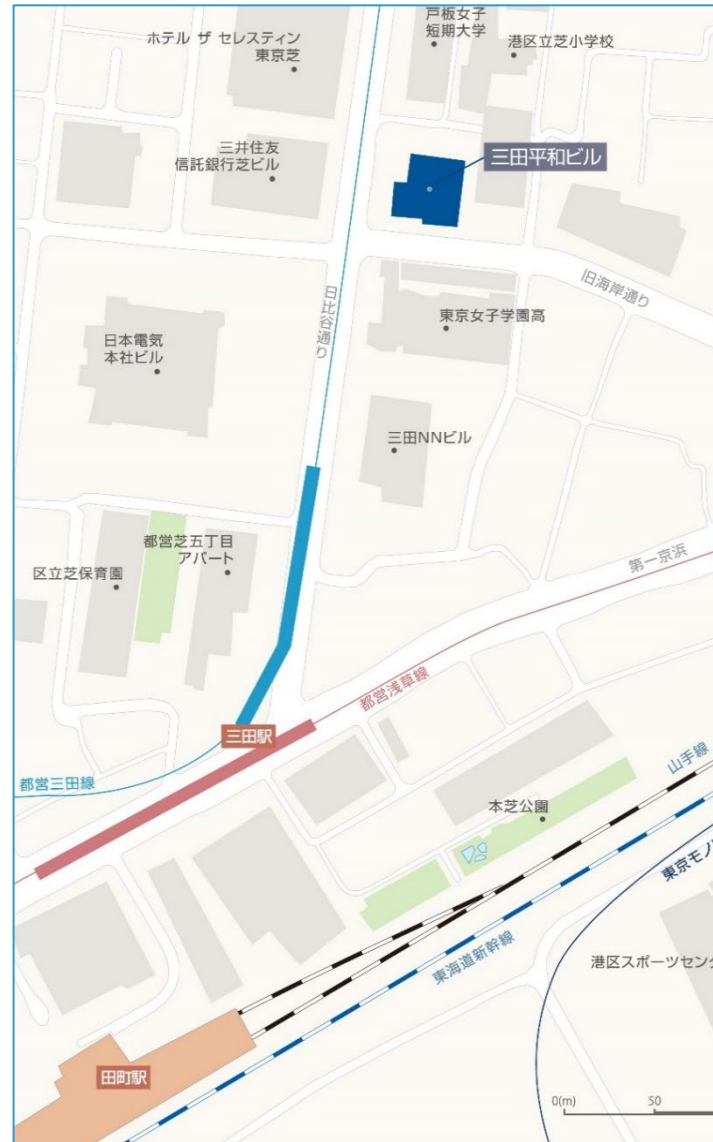 ホテル ザ セレスティン
東京芝
戸板女子
短期大学
港区立芝小学校
三井住友
信託銀行芝ビル
三田平和ビル
日比谷通り
旧海岸通り
東京女子学園高
日本電気
本社ビル
三田NNビル
都営芝五丁目
アパート
区立芝保育園
第一京浜
都営浅草線
三田駅
都営三田線
山手線
本芝公園
東京モノ
東海道新幹線
港区スポーツセン
田町駅
0(m)
50